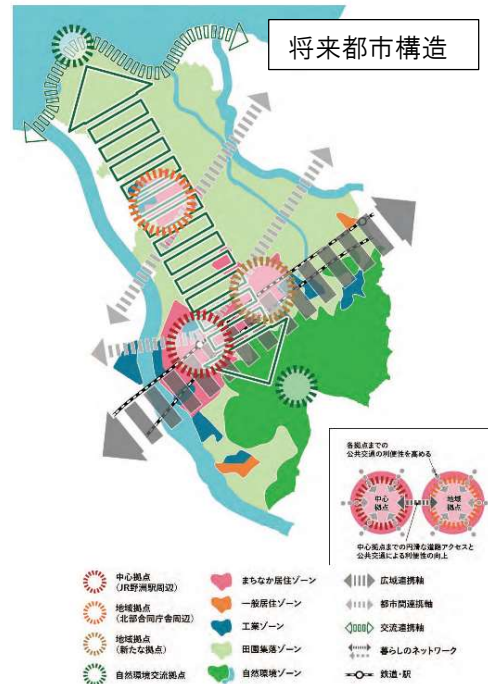 将来都市構造
各拠点までの
公共交通の利便性を高める
中心
拠点
地域
拠点
中心拠点までの円滑な道路アクセスと
公共交通による利便性の向上
中心拠点
(JR野洲駅周辺)
地域拠点
(北部合同庁舎周辺)
地域拠点
(新たな拠点)
自然環境交流拠点
まちなか居住ゾーン
一般居住ゾーン
工業ゾーン
田園集落ゾーン
自然環境ゾーン
広域連携軸
都市間連携軸
交流連携軸
暮らしのネットワーク
鉄道・駅